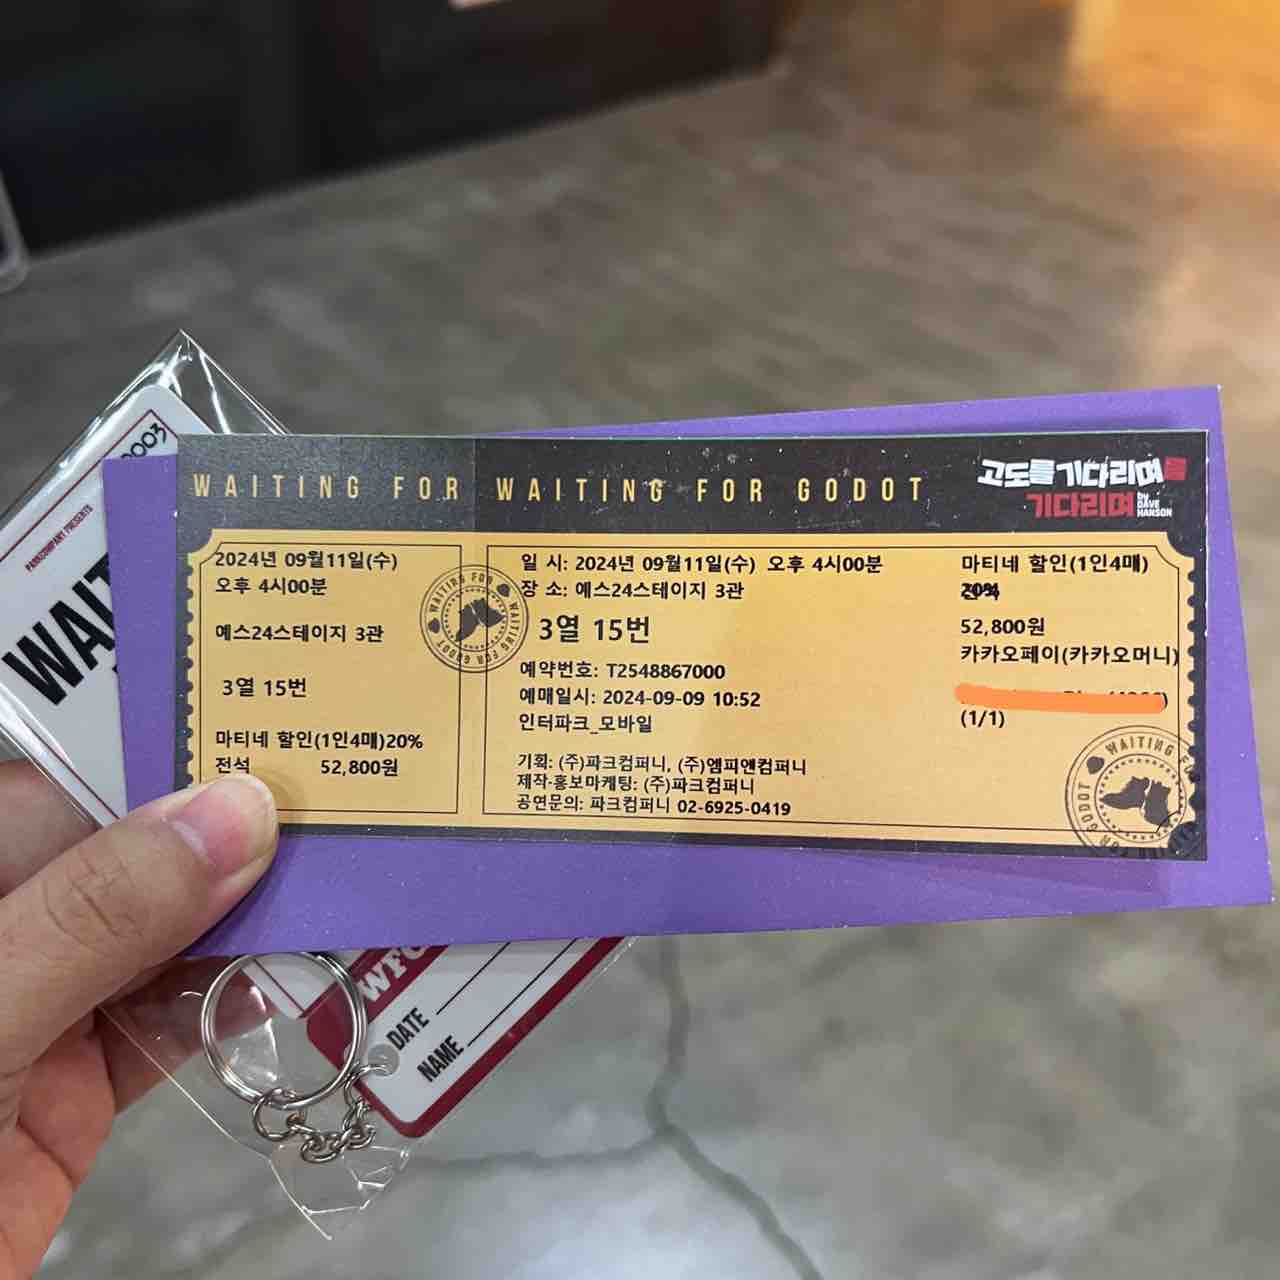 WAITING FOR
WAITING FOR GODOT
고도를 기다리며를
기다리며 by DAVE HANSON
2024년 09월11일(수)
오후 4시00분
예스24스테이지 3관
3열 15번
마티네 할인(1인4매)20%
전석 52,800원
WAITING FOR WAITING FOR GODOT
일 시: 2024년 09월11일(수) 오후 4시00분
장 소: 예스24스테이지 3관
3열 15번
예약번호: T2548867000
예매일시: 2024-09-09 10:52
인터파크_모바일
기획: (주)파크컴퍼니, (주)엠피앤컴퍼니
제작·홍보마케팅: (주)파크컴퍼니
공연문의: 파크컴퍼니 02-6925-0419
마티네 할인(1인4매)
20%
52,800원
카카오페이(카카오머니)
(1/1)
WAITING FO
GODOT
PARKCOMPANY PRESENTS
WAIT
WFG
DATE
NAME